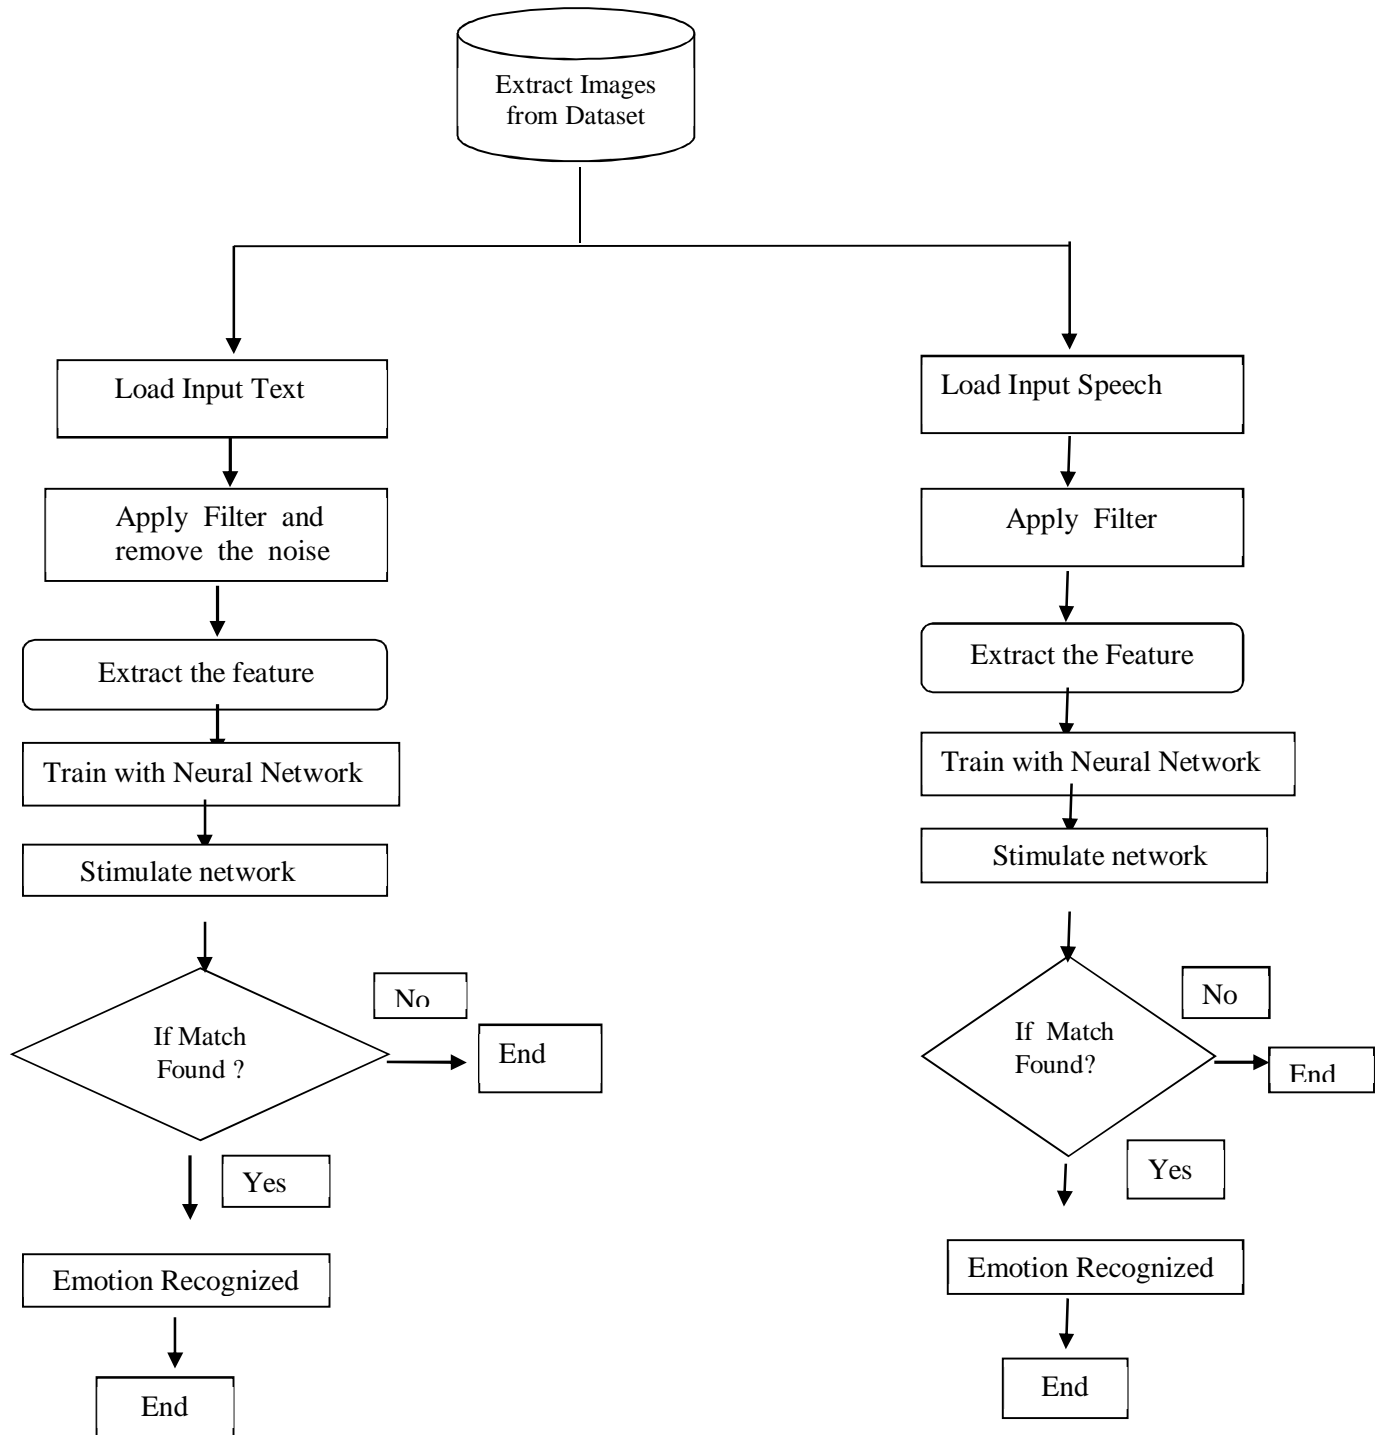 Extract Images
from Dataset
Load Input Text
Apply Filter and
remove the noise
Extract the feature
Train with Neural Network
Stimulate network
If Match
Found ?
No
End
Yes
Emotion Recognized
End
Load Input Speech
Apply Filter
Extract the Feature
Train with Neural Network
Stimulate network
If Match
Found?
No
End
Yes
Emotion Recognized
End